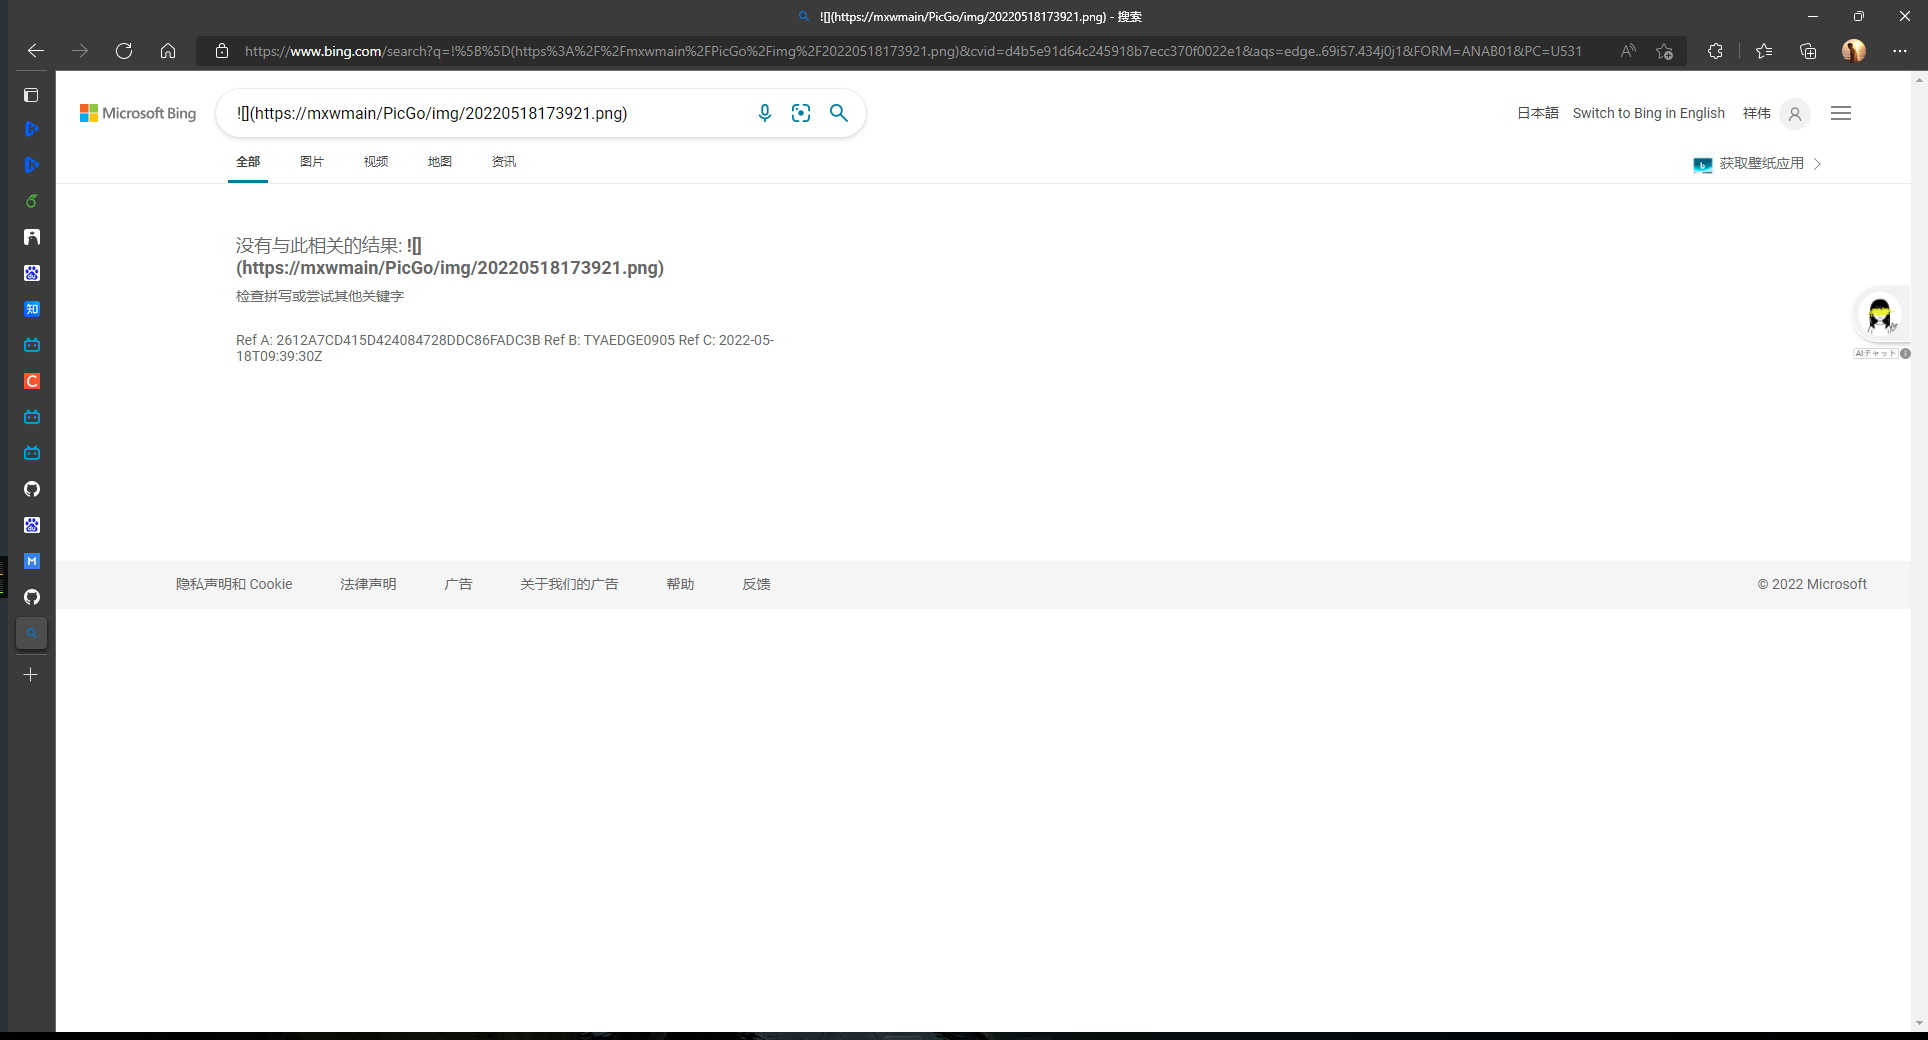 ![](https://mxwmain/PicGo/img/20220518173921.png) - 搜索
https://www.bing.com/search?q=!%5B%5D(https%3A%2F%2Fmxwmain%2FPicGo%2Fimg%2F20220518173921.png)&cvid=d4b5e91d64c245918b7ecc370f0022e1&aqs=edge..69i57.434j0j1&FORM=ANAB01&PC=U531
Microsoft Bing
![](https://mxwmain/PicGo/img/20220518173921.png)
日本語 Switch to Bing in English 祥伟
全部 图片 视频 地图 资讯
获取壁纸应用
没有与此相关的结果: ![]
(https://mxwmain/PicGo/img/20220518173921.png)
检查拼写或尝试其他关键字
Ref A: 2612A7CD415D424084728DDC86FADC3B Ref B: TYAEDGE0905 Ref C: 2022-05-
18T09:39:30Z
AIチャット
隐私声明和 Cookie 法律声明 广告 关于我们的广告 帮助 反馈 © 2022 Microsoft